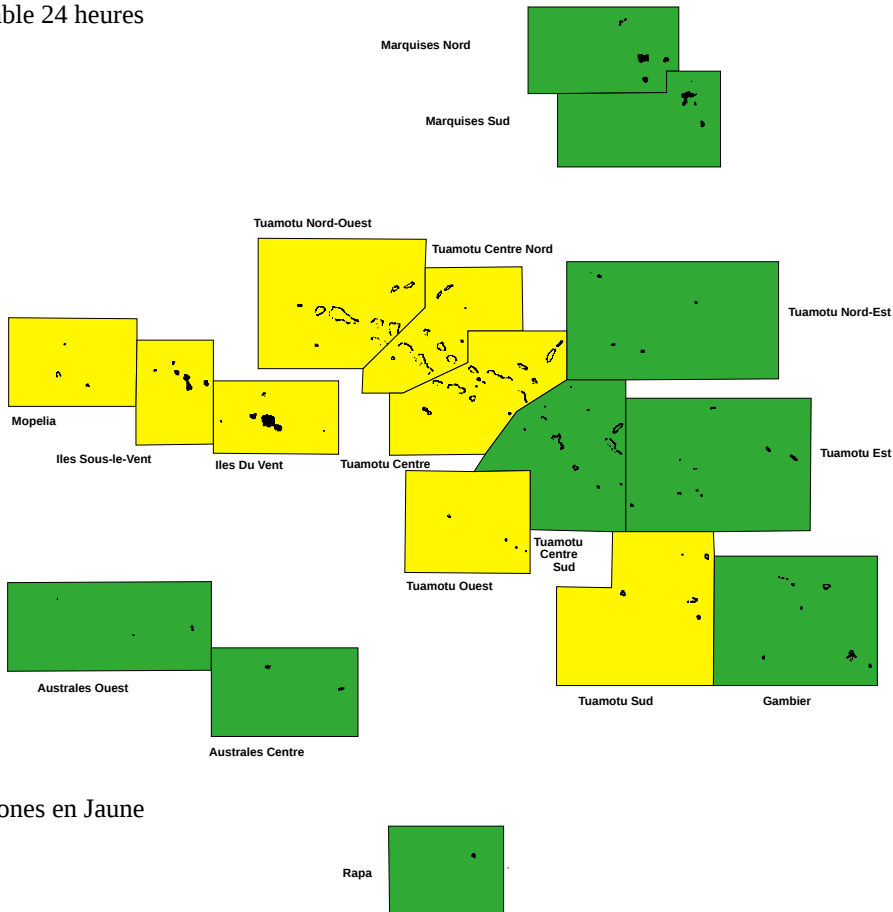 24 heures
Marquises Nord
Marquises Sud
Tuamotu Nord-Ouest
Tuamotu Centre Nord
Tuamotu Nord-Est
Mopelia
Iles Sous-le-Vent
Iles Du Vent
Tuamotu Centre
Tuamotu Est
Tuamotu
Centre
Sud
Tuamotu Ouest
Australes Ouest
Tuamotu Sud
Gambier
Australes Centre
en Jaune
Rapa